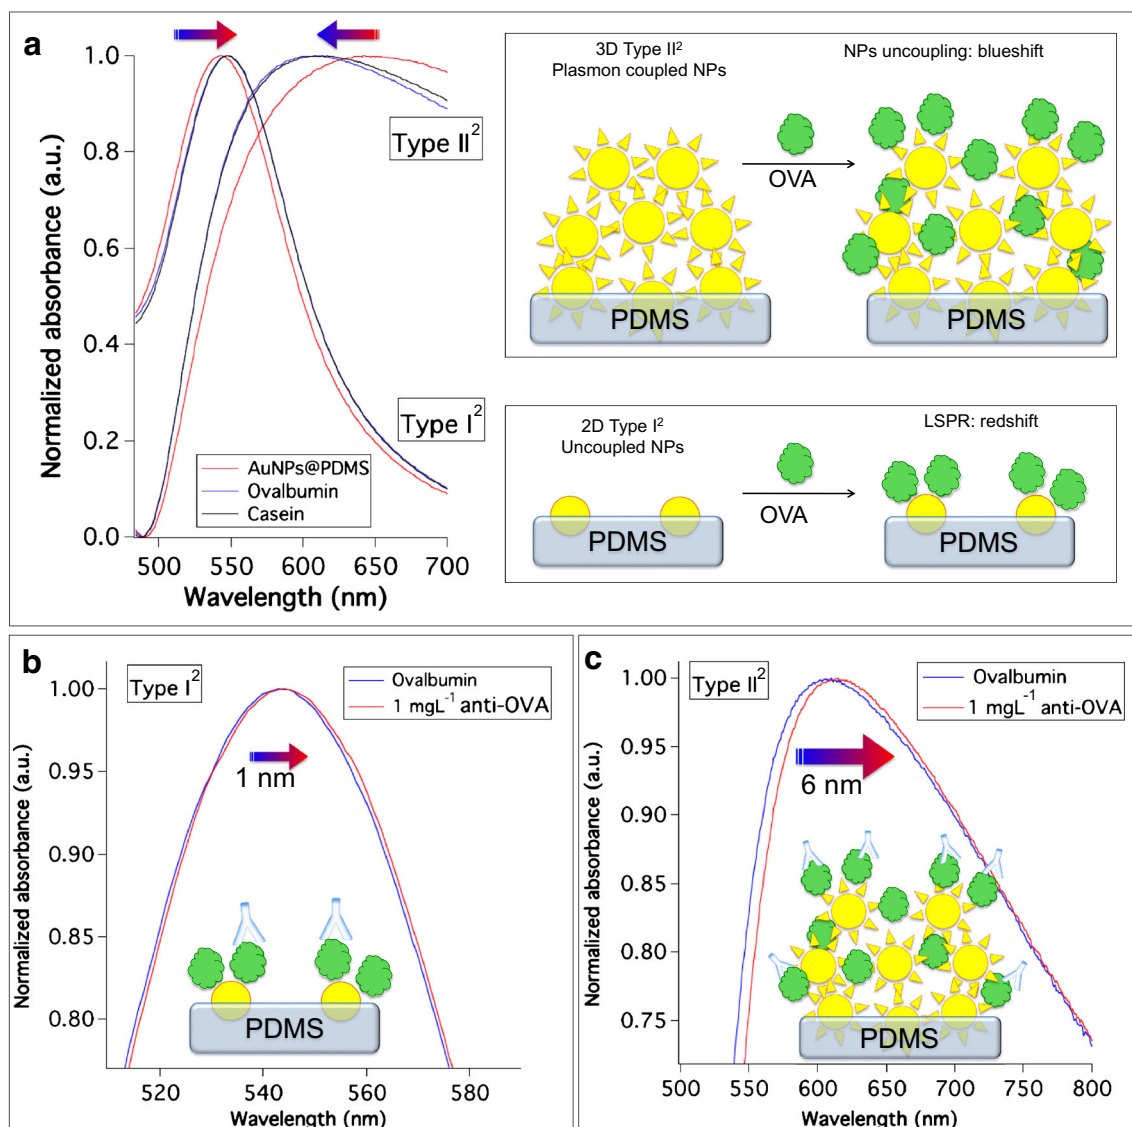 a
Normalized absorbance (a.u.)
1.0
0.8
0.6
0.4
0.2
0.0
500
550
600
650
700
Wavelength (nm)
Type II²
Type I²
AuNPs@PDMS
Ovalbumin
Casein
3D Type II²
Plasmon coupled NPs
NPs uncoupling: blueshift
OVA
PDMS
PDMS
2D Type I²
Uncoupled NPs
LSPR: redshift
OVA
PDMS
PDMS
b
Type I²
Ovalbumin
1 mgL⁻¹ anti-OVA
1 nm
Normalized absorbance (a.u.)
1.00
0.95
0.90
0.85
0.80
PDMS
520
540
560
580
Wavelength (nm)
c
Type II²
Ovalbumin
1 mgL⁻¹ anti-OVA
6 nm
Normalized absorbance (a.u.)
1.00
0.95
0.90
0.85
0.80
0.75
PDMS
500
550
600
650
700
750
800
Wavelength (nm)